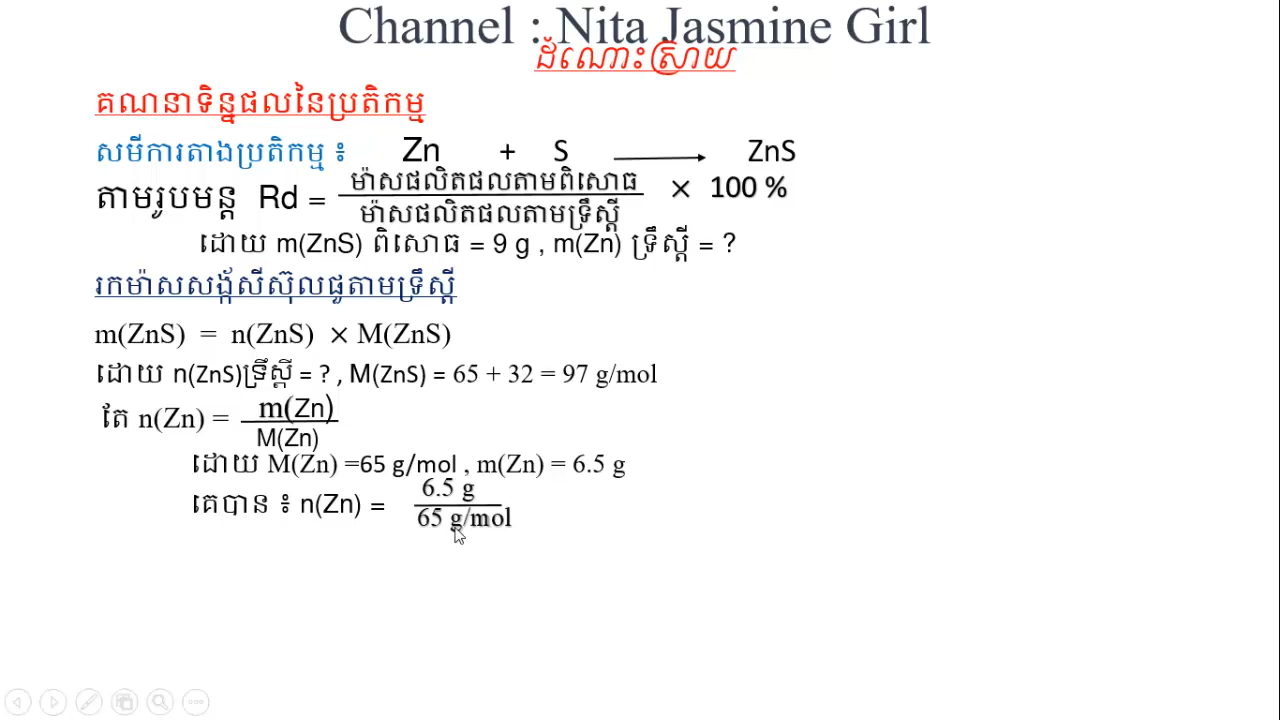 Channel : Nita Jasmine Girl
ដំណោះស្រាយ
គណនាទិន្នផលនៃប្រតិកម្ម
សមីការតាងប្រតិកម្ម ៖ Zn + S ⟶ ZnS
តាមរូបមន្ត Rd = ម៉ាសផលិតផលតាមពិសោធ × 100 %
ម៉ាសផលិតផលតាមទ្រឹស្តី
ដោយ m(ZnS) ពិសោធ = 9 g , m(Zn) ទ្រឹស្តី = ?
រកម៉ាសសង្ក័សីស៊ុលផួតាមទ្រឹស្តី
m(ZnS) = n(ZnS) × M(ZnS)
ដោយ n(ZnS)ទ្រឹស្តី = ? , M(ZnS) = 65 + 32 = 97 g/mol
តែ n(Zn) = m(Zn)
M(Zn)
ដោយ M(Zn) =65 g/mol , m(Zn) = 6.5 g
គេបាន ៖ n(Zn) = 6.5 g
65 g/mol